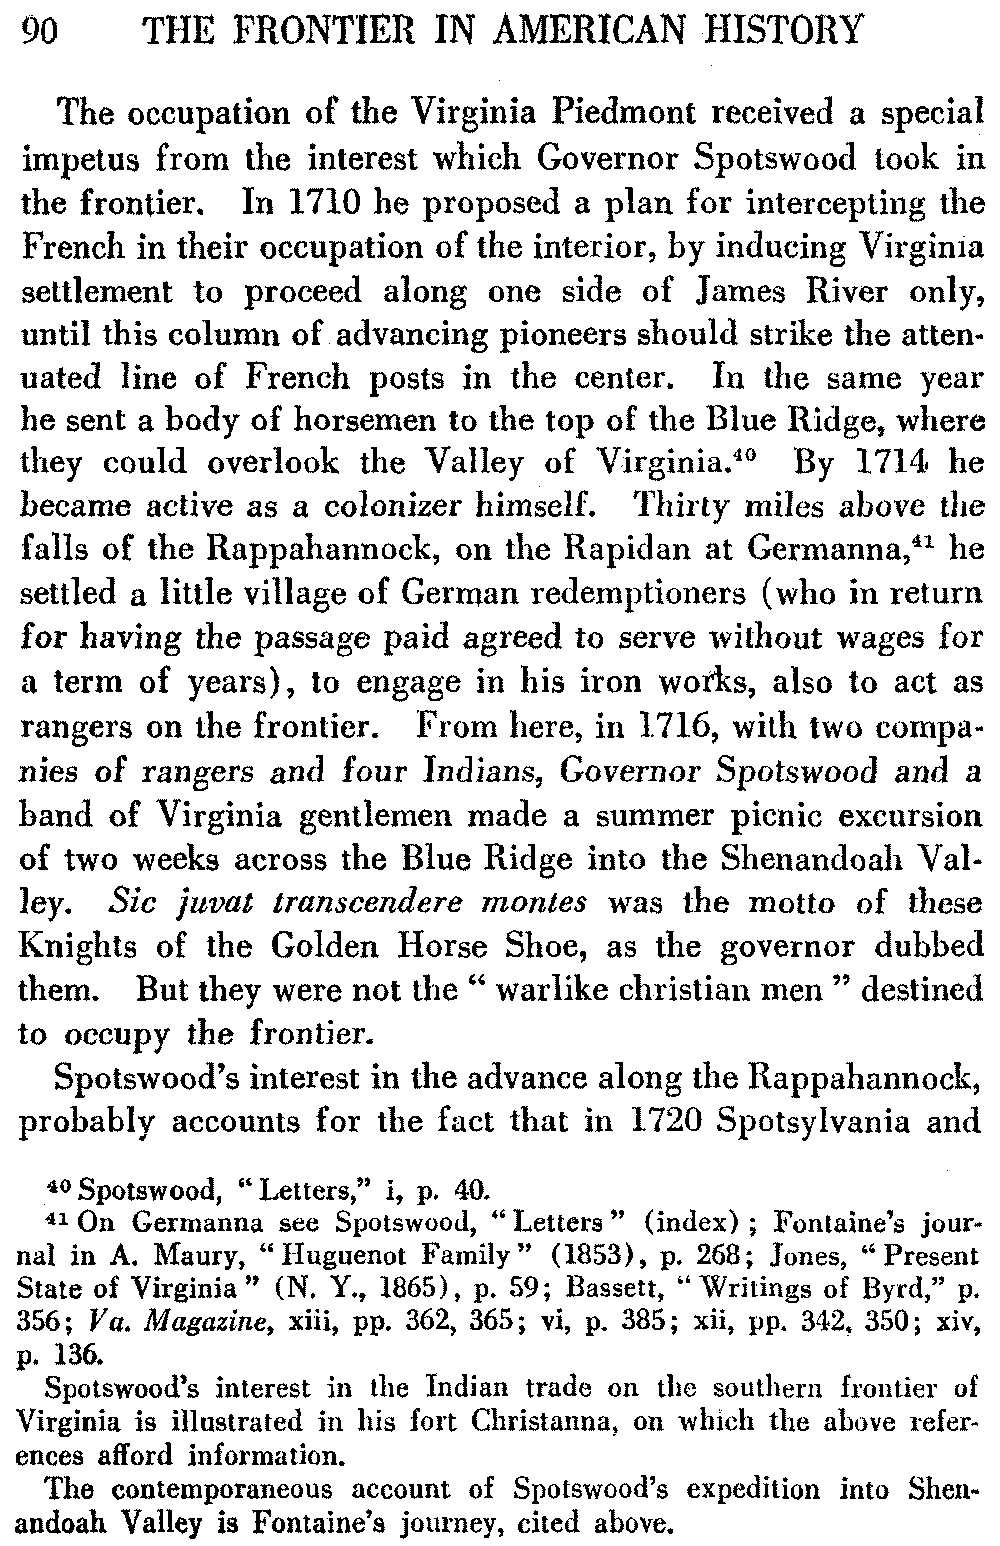 90 THE FRONTIER IN AMERICAN HISTORY
The occupation of the Virginia Piedmont received a special
impetus from the interest which Governor Spotswood took in
the frontier. In 1710 he proposed a plan for intercepting the
French in their occupation of the interior, by inducing Virginia
settlement to proceed along one side of James River only,
until this column of advancing pioneers should strike the atten-
uated line of French posts in the center. In the same year
he sent a body of horsemen to the top of the Blue Ridge, where
they could overlook the Valley of Virginia.⁴⁰ By 1714 he
became active as a colonizer himself. Thirty miles above the
falls of the Rappahannock, on the Rapidan at Germanna,⁴¹ he
settled a little village of German redemptioners (who in return
for having the passage paid agreed to serve without wages for
a term of years), to engage in his iron works, also to act as
rangers on the frontier. From here, in 1716, with two compa-
nies of rangers and four Indians, Governor Spotswood and a
band of Virginia gentlemen made a summer picnic excursion
of two weeks across the Blue Ridge into the Shenandoah Val-
ley. Sic juvat transcendere montes was the motto of these
Knights of the Golden Horse Shoe, as the governor dubbed
them. But they were not the " warlike christian men " destined
to occupy the frontier.
Spotswood's interest in the advance along the Rappahannock,
probably accounts for the fact that in 1720 Spotsylvania and
⁴⁰ Spotswood, " Letters," i, p. 40.
⁴¹ On Germanna see Spotswood, " Letters " (index) ; Fontaine's jour-
nal in A. Maury, " Huguenot Family " (1853), p. 268; Jones, " Present
State of Virginia " (N. Y., 1865), p. 59; Bassett, " Writings of Byrd," p.
356; Va. Magazine, xiii, pp. 362, 365; vi, p. 385; xii, pp. 342, 350; xiv,
p. 136.
Spotswood's interest in the Indian trade on the southern frontier of
Virginia is illustrated in his fort Christanna, on which the above refer-
ences afford information.
The contemporaneous account of Spotswood's expedition into Shen-
andoah Valley is Fontaine's journey, cited above.